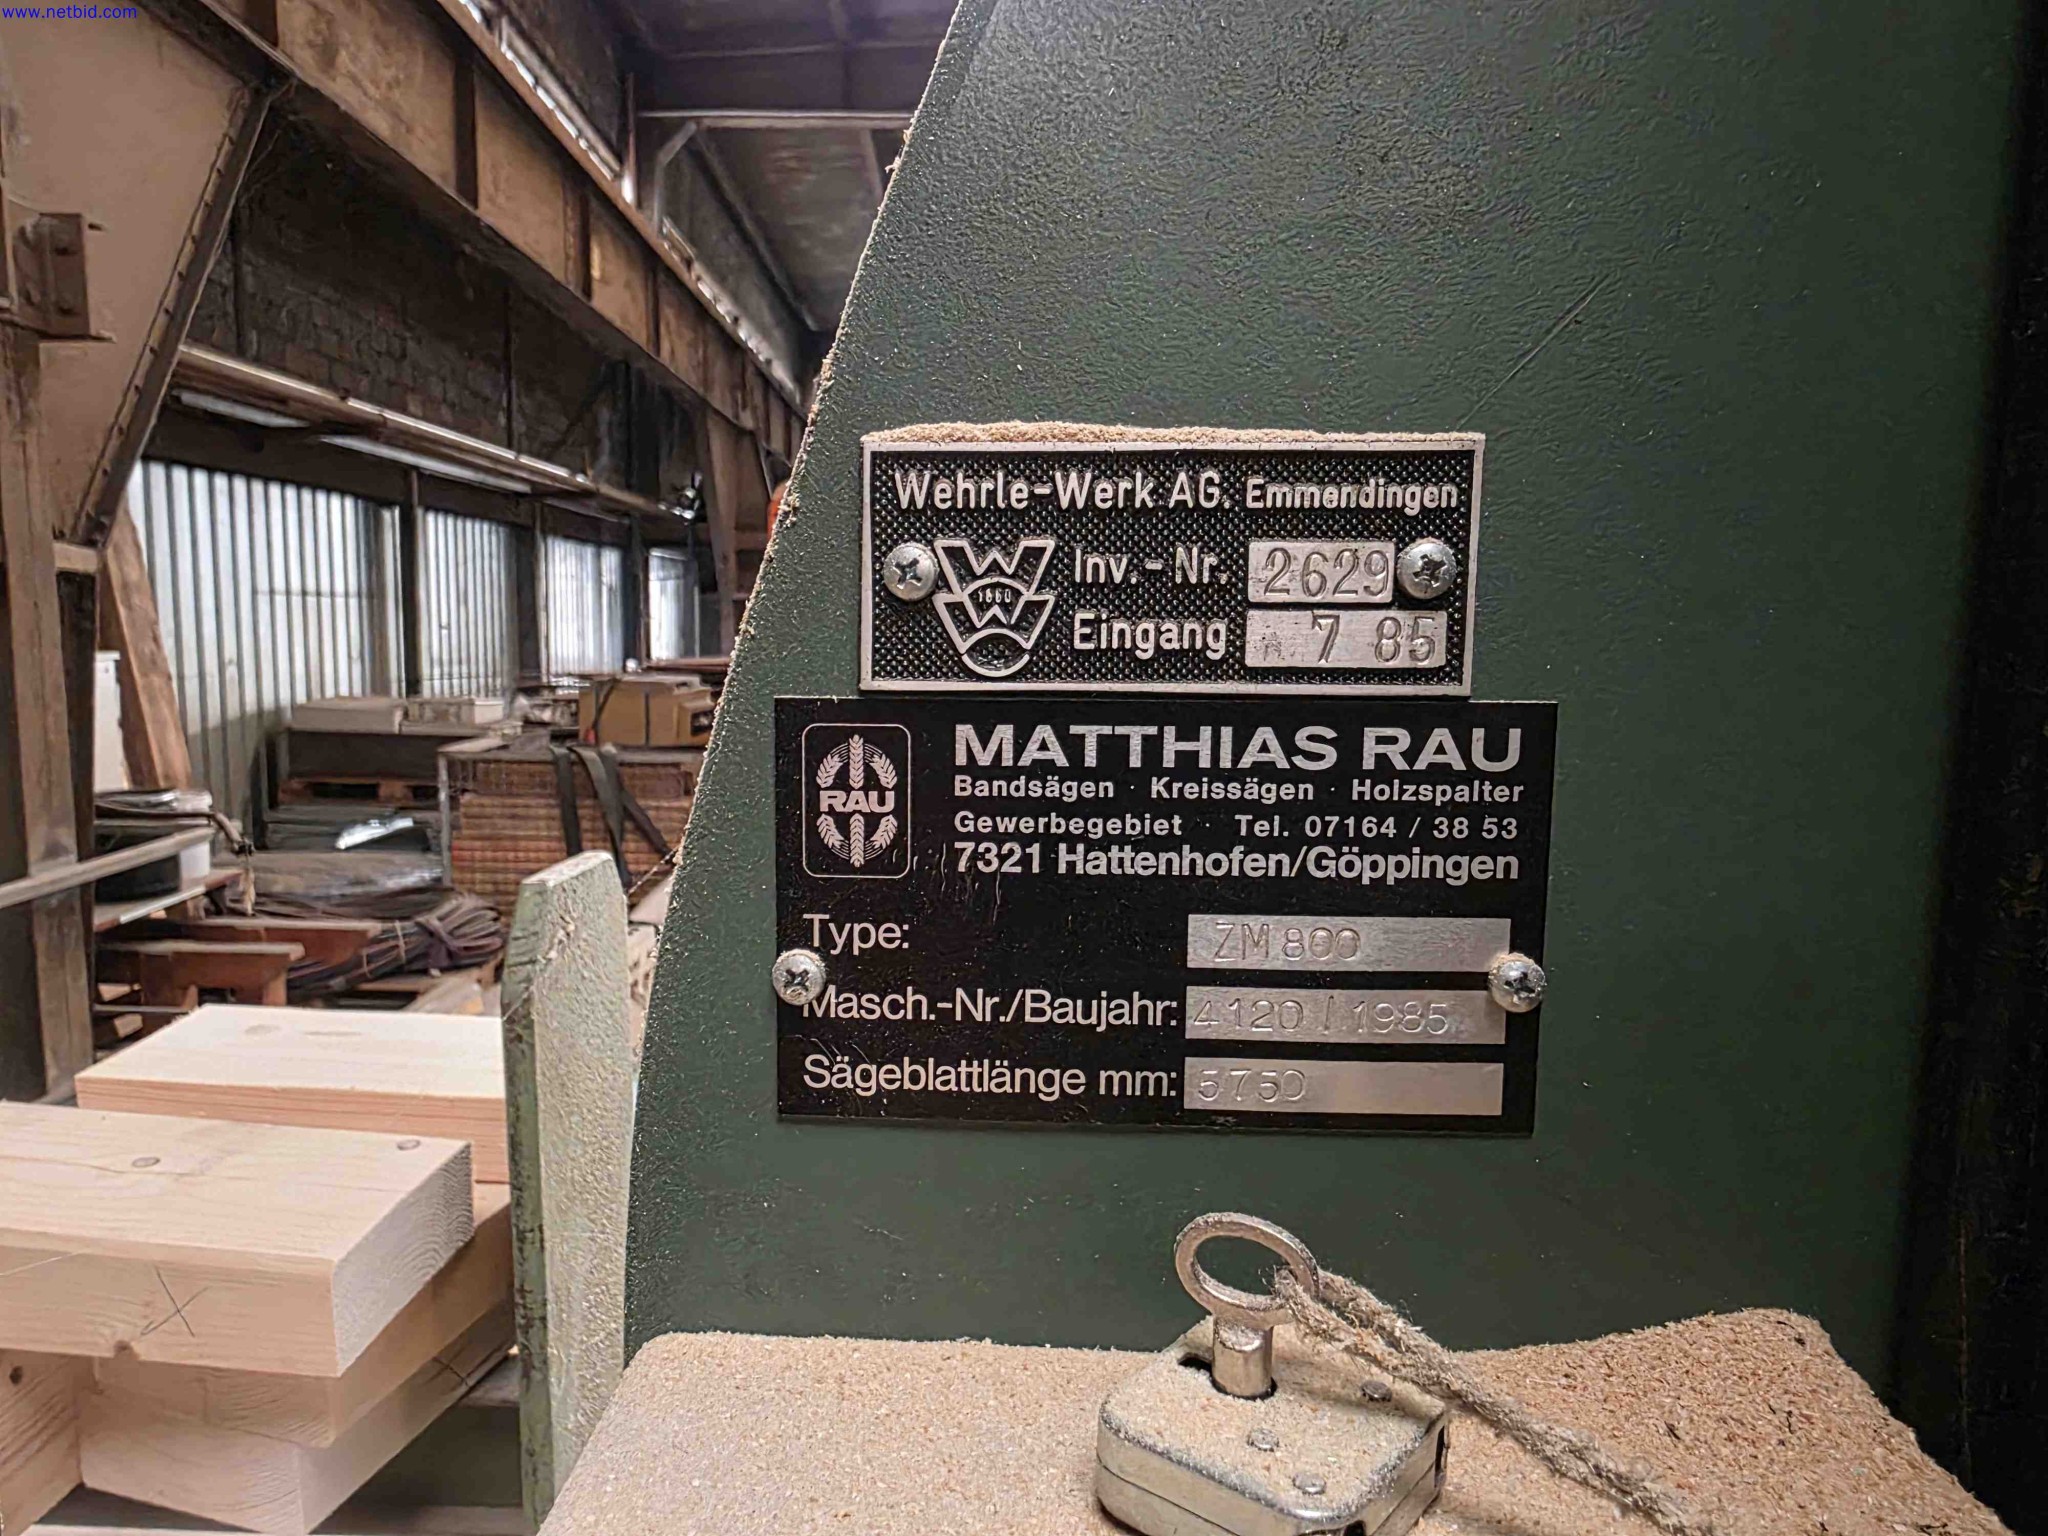 www.netbid.com
Wehrle-Werk AG. Emmendingen
W 1860 W
Inv.-Nr. 2629
Eingang 7 85
RAU
MATTHIAS RAU
Bandsägen · Kreissägen · Holzspalter
Gewerbegebiet · Tel. 07164 / 38 53
7321 Hattenhofen/Göppingen
Type: ZM 800
Masch.-Nr./Baujahr: 4120 / 1985
Sägeblattlänge mm: 5750